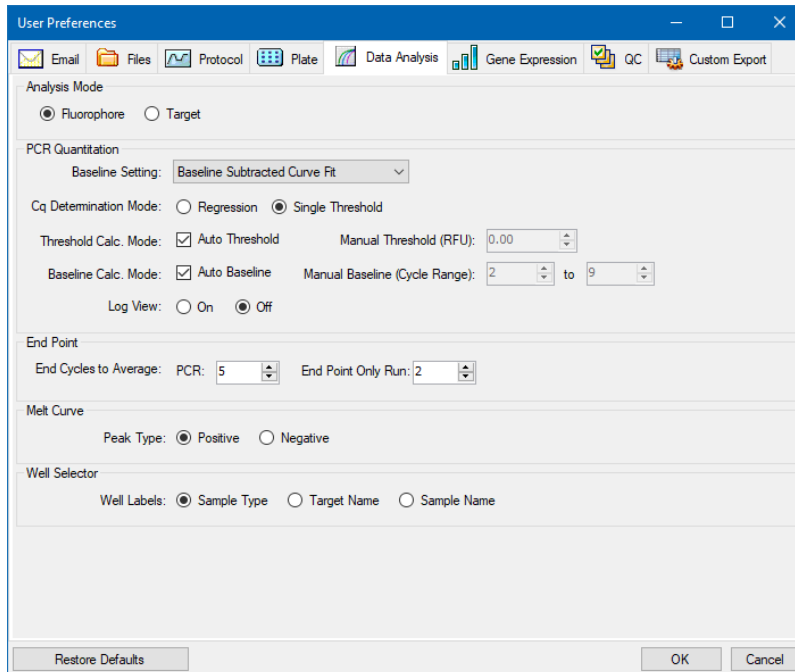 User Preferences
Email Files Protocol Plate Data Analysis Gene Expression QC Custom Export
Analysis Mode
Fluorophore Target
PCR Quantitation
Baseline Setting: Baseline Subtracted Curve Fit
Cq Determination Mode: Regression Single Threshold
Threshold Calc. Mode: Auto Threshold Manual Threshold (RFU): 0.00
Baseline Calc. Mode: Auto Baseline Manual Baseline (Cycle Range): 2 to 9
Log View: On Off
End Point
End Cycles to Average: PCR: 5 End Point Only Run: 2
Melt Curve
Peak Type: Positive Negative
Well Selector
Well Labels: Sample Type Target Name Sample Name
Restore Defaults OK Cancel